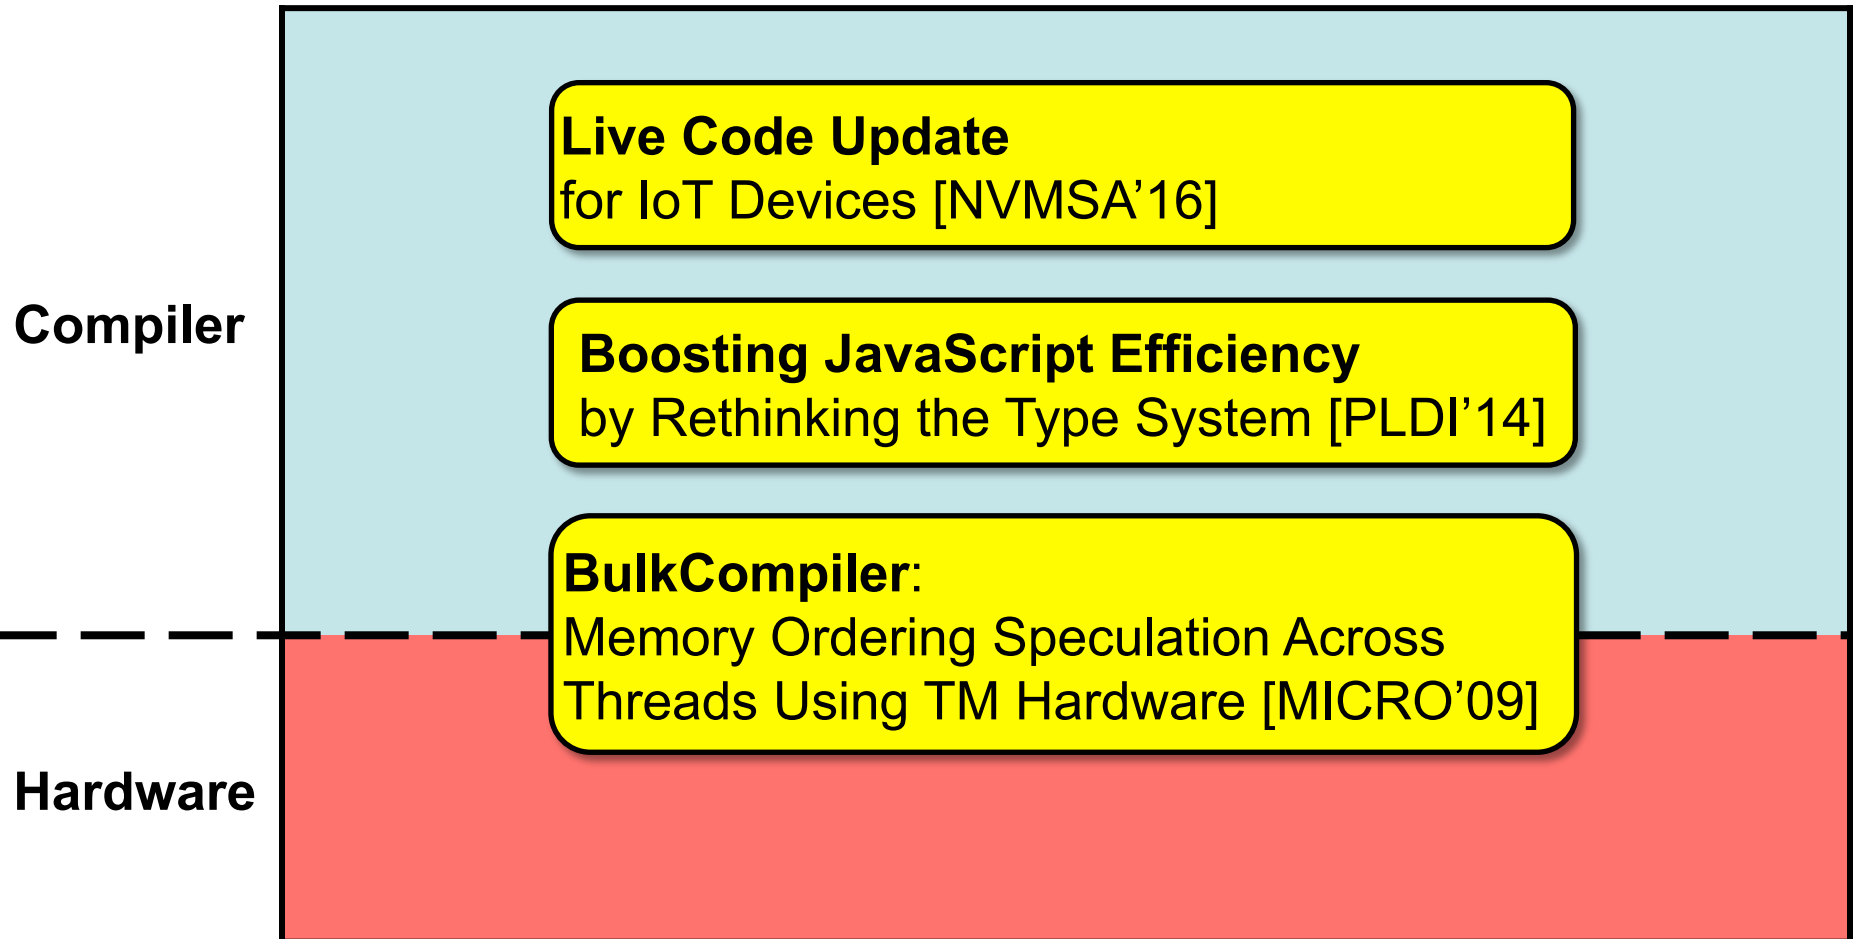 Live Code Update
for IoT Devices [NVMSA’16]
Compiler
Boosting JavaScript Efficiency
by Rethinking the Type System [PLDI’14]
BulkCompiler:
Memory Ordering Speculation Across
Threads Using TM Hardware [MICRO’09]
Hardware